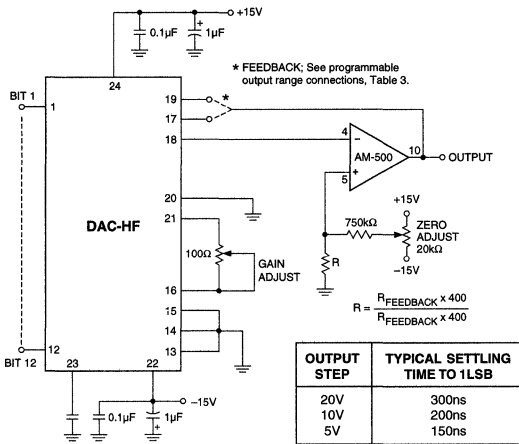 +15V
0.1µF
1µF
+
24
* FEEDBACK; See programmable
output range connections, Table 3.
BIT 1
1
19
*
17
18
4
−
10
OUTPUT
AM-500
5
+
20
DAC-HF
21
+15V
750kΩ
ZERO
ADJUST
20kΩ
−15V
100Ω
GAIN
ADJUST
R
16
15
14
13
R = RFEEDBACK x 400
RFEEDBACK x 400
BIT 12
12
23
22
−15V
0.1µF
1µF
+
OUTPUT STEP TYPICAL SETTLING TIME TO 1LSB
20V 300ns
10V 200ns
5V 150ns